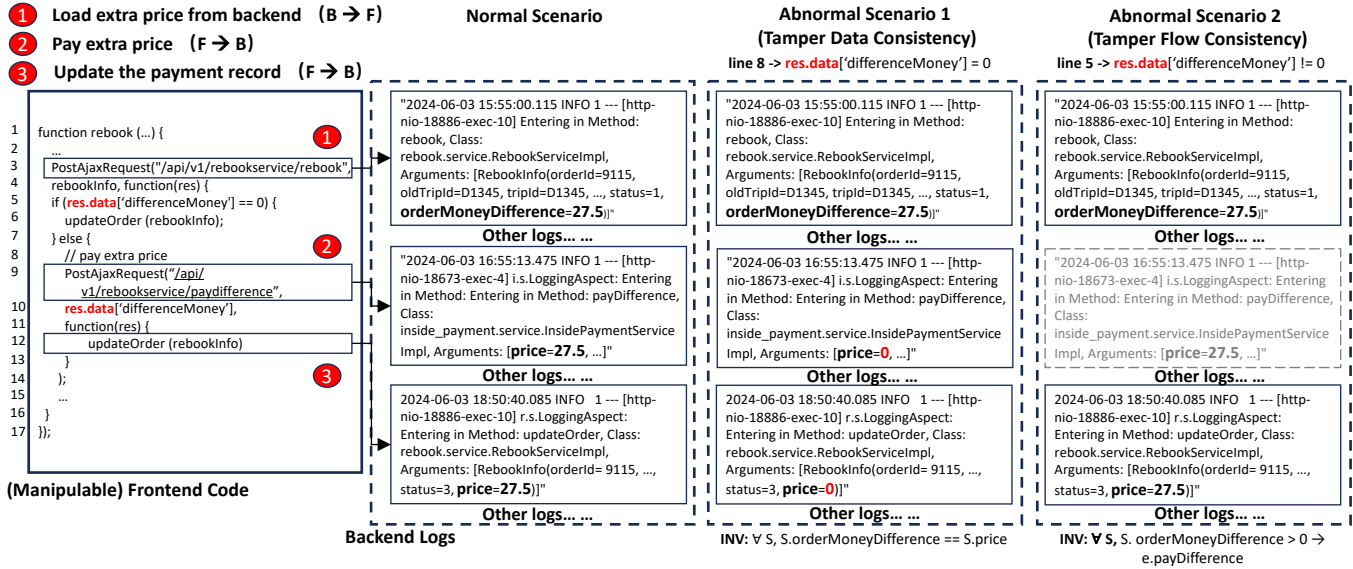 1 Load extra price from backend (B → F)
2 Pay extra price (F → B)
3 Update the payment record (F → B)
1 function rebook (...) {
2 ...
3 PostAjaxRequest("/api/v1/rebookservice/rebook",
4 rebookInfo, function(res) {
5 if (res.data['differenceMoney'] == 0) {
6 updateOrder (rebookInfo);
7 } else {
8 // pay extra price
9 PostAjaxRequest("/api/
v1/rebookservice/paydifference",
10 res.data['differenceMoney'],
11 function(res) {
12 updateOrder (rebookInfo)
13 }
14 );
15 ...
16 }
17 });
1
2
3
(Manipulable) Frontend Code
Normal Scenario
"2024-06-03 15:55:00.115 INFO 1 --- [http-
nio-18886-exec-10] Entering in Method:
rebook, Class:
rebook.service.RebookServiceImpl,
Arguments: [RebookInfo(orderId=9115,
oldTripId=D1345, tripId=D1345, ..., status=1,
orderMoneyDifference=27.5)]"
Other logs... ...
"2024-06-03 16:55:13.475 INFO 1 --- [http-
nio-18673-exec-4] i.s.LoggingAspect: Entering
in Method: Entering in Method: payDifference,
Class:
inside_payment.service.InsidePaymentService
Impl, Arguments: [price=27.5, ...]"
Other logs... ...
2024-06-03 18:50:40.085 INFO 1 --- [http-
nio-18886-exec-10] r.s.LoggingAspect:
Entering in Method: updateOrder, Class:
rebook.service.RebookServiceImpl,
Arguments: [RebookInfo(orderId= 9115, ...,
status=3, price=27.5)]"
Other logs... ...
Backend Logs
Abnormal Scenario 1
(Tamper Data Consistency)
line 8 -> res.data['differenceMoney'] = 0
"2024-06-03 15:55:00.115 INFO 1 --- [http-
nio-18886-exec-10] Entering in Method:
rebook, Class:
rebook.service.RebookServiceImpl,
Arguments: [RebookInfo(orderId=9115,
oldTripId=D1345, tripId=D1345, ..., status=1,
orderMoneyDifference=27.5)]"
Other logs... ...
"2024-06-03 16:55:13.475 INFO 1 --- [http-
nio-18673-exec-4] i.s.LoggingAspect: Entering
in Method: Entering in Method: payDifference,
Class:
inside_payment.service.InsidePaymentService
Impl, Arguments: [price=0, ...]"
Other logs... ...
2024-06-03 18:50:40.085 INFO 1 --- [http-
nio-18886-exec-10] r.s.LoggingAspect:
Entering in Method: updateOrder, Class:
rebook.service.RebookServiceImpl,
Arguments: [RebookInfo(orderId= 9115, ...,
status=3, price=0)]"
Other logs... ...
INV: ∀ S, S.orderMoneyDifference == S.price
Abnormal Scenario 2
(Tamper Flow Consistency)
line 5 -> res.data['differenceMoney'] != 0
"2024-06-03 15:55:00.115 INFO 1 --- [http-
nio-18886-exec-10] Entering in Method:
rebook, Class:
rebook.service.RebookServiceImpl,
Arguments: [RebookInfo(orderId=9115,
oldTripId=D1345, tripId=D1345, ..., status=1,
orderMoneyDifference=27.5)]"
Other logs... ...
"2024-06-03 16:55:13.475 INFO 1 --- [http-
nio-18673-exec-4] i.s.LoggingAspect: Entering
in Method: Entering in Method: payDifference,
Class:
inside_payment.service.InsidePaymentService
Impl, Arguments: [price=27.5, ...]"
Other logs... ...
2024-06-03 18:50:40.085 INFO 1 --- [http-
nio-18886-exec-10] r.s.LoggingAspect:
Entering in Method: updateOrder, Class:
rebook.service.RebookServiceImpl,
Arguments: [RebookInfo(orderId= 9115, ...,
status=3, price=27.5)]"
Other logs... ...
INV: ∀ S, S. orderMoneyDifference > 0 →
e.payDifference